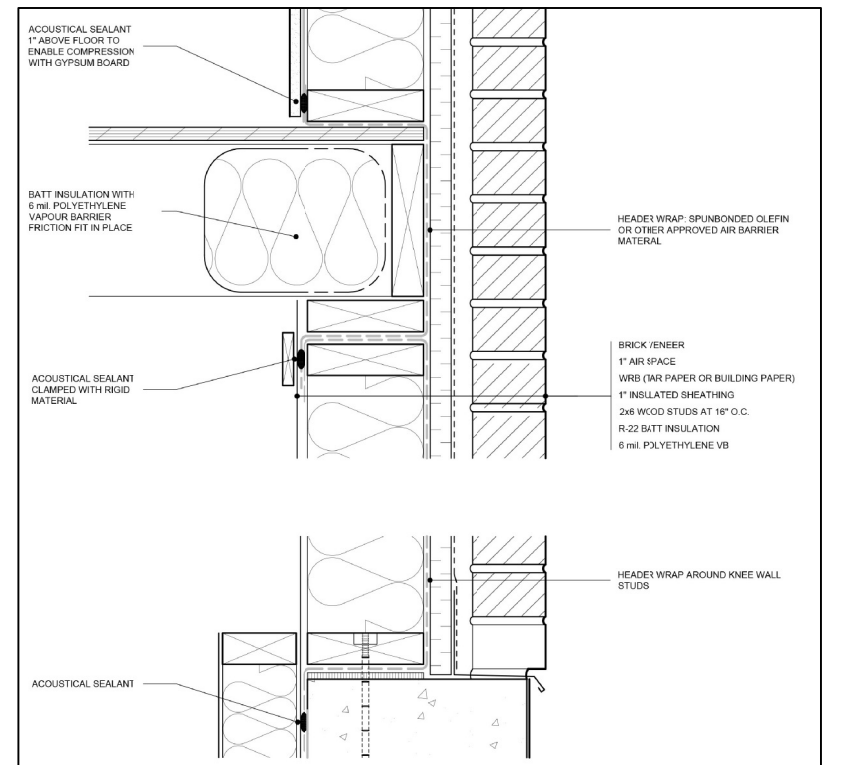 ACOUSTICAL SEALANT
1" ABOVE FLOOR TO
ENABLE COMPRESSION
WITH GYPSUM BOARD
BATT INSULATION WITH
6 mil. POLYETHYLENE
VAPOUR BARRIER
FRICTION FIT IN PLACE
HEADER WRAP: SPUNBONDED OLEFIN
OR OTHER APPROVED AIR BARRIER
MATERAL
BRICK VENEER
1" AIR SPACE
WRB (TAR PAPER OR BUILDING PAPER)
1" INSULATED SHEATHING
2x6 WOOD STUDS AT 16" O.C.
R-22 BATT INSULATION
6 mil. POLYETHYLENE VB
ACOUSTICAL SEALANT
CLAMPED WITH RIGID
MATERIAL
HEADER WRAP AROUND KNEE WALL
STUDS
ACOUSTICAL SEALANT